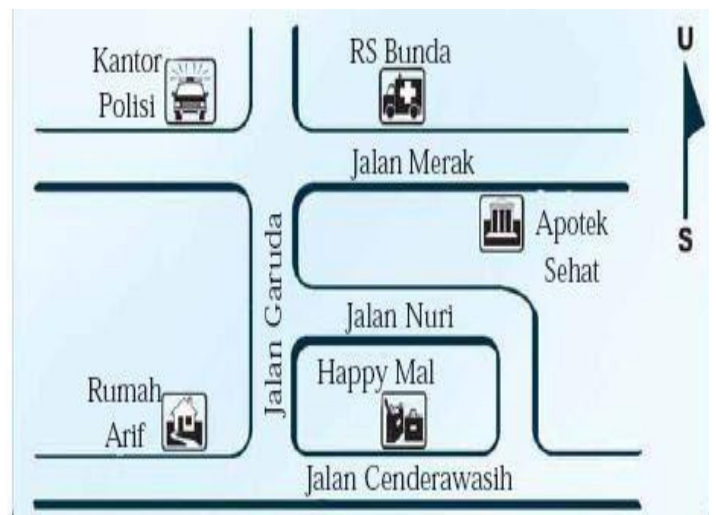 Kantor
Polisi
RS Bunda
U
Jalan Merak
Apotek
Sehat
S
Jalan Garuda
Jalan Nuri
Happy Mal
Rumah
Arif
Jalan Cenderawasih